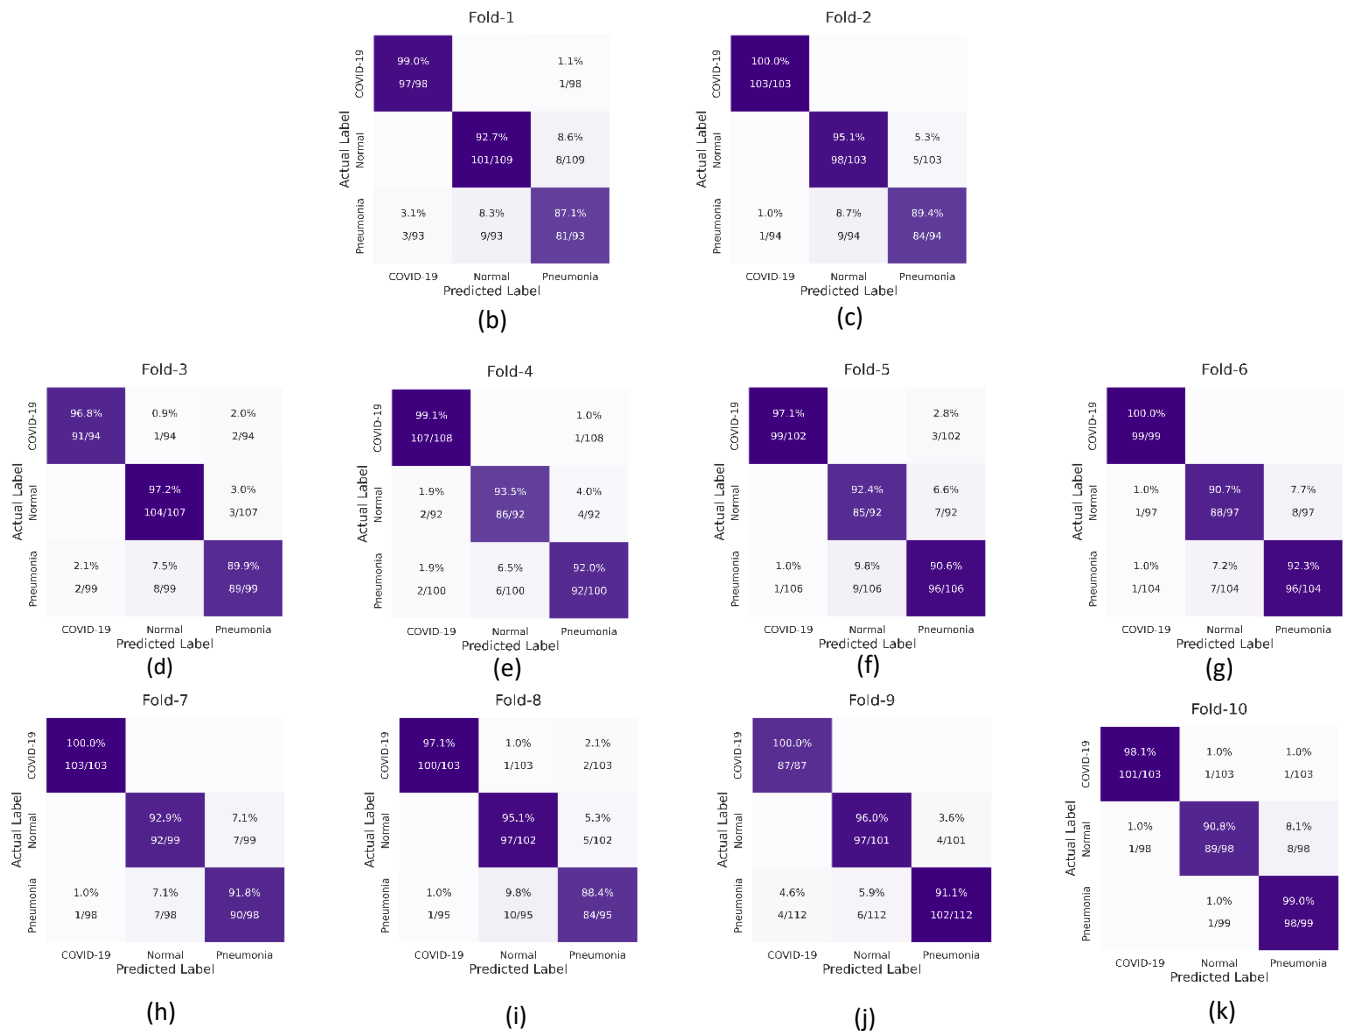 Fold-1
COVID-19
99.0%
97/98
1.1%
1/98
Actual Label
Normal
92.7%
101/109
8.6%
8/109
Pneumonia
3.1%
3/93
8.3%
9/93
87.1%
81/93
COVID-19 Normal Pneumonia
Predicted Label
(b)
Fold-2
COVID-19
100.0%
103/103
Actual Label
Normal
95.1%
98/103
5.3%
5/103
Pneumonia
1.0%
1/94
8.7%
9/94
89.4%
84/94
COVID-19 Normal Pneumonia
Predicted Label
(c)
Fold-3
COVID-19
96.8%
91/94
0.9%
1/94
2.0%
2/94
Actual Label
Normal
97.2%
104/107
3.0%
3/107
Pneumonia
2.1%
2/99
7.5%
8/99
89.9%
89/99
COVID-19 Normal Pneumonia
Predicted Label
(d)
Fold-4
COVID-19
99.1%
107/108
1.0%
1/108
Actual Label
Normal
1.9%
2/92
93.5%
86/92
4.0%
4/92
Pneumonia
1.9%
2/100
6.5%
6/100
92.0%
92/100
COVID-19 Normal Pneumonia
Predicted Label
(e)
Fold-5
COVID-19
97.1%
99/102
2.8%
3/102
Actual Label
Normal
92.4%
85/92
6.6%
7/92
Pneumonia
1.0%
1/106
9.8%
9/106
90.6%
96/106
COVID-19 Normal Pneumonia
Predicted Label
(f)
Fold-6
COVID-19
100.0%
99/99
Actual Label
Normal
1.0%
1/97
90.7%
88/97
7.7%
8/97
Pneumonia
1.0%
1/104
7.2%
7/104
92.3%
96/104
COVID-19 Normal Pneumonia
Predicted Label
(g)
Fold-7
COVID-19
100.0%
103/103
Actual Label
Normal
92.9%
92/99
7.1%
7/99
Pneumonia
1.0%
1/98
7.1%
7/98
91.8%
90/98
COVID-19 Normal Pneumonia
Predicted Label
(h)
Fold-8
COVID-19
97.1%
100/103
1.0%
1/103
2.1%
2/103
Actual Label
Normal
95.1%
97/102
5.3%
5/102
Pneumonia
1.0%
1/95
9.8%
10/95
88.4%
84/95
COVID-19 Normal Pneumonia
Predicted Label
(i)
Fold-9
COVID-19
100.0%
87/87
Actual Label
Normal
96.0%
97/101
3.6%
4/101
Pneumonia
4.6%
4/112
5.9%
6/112
91.1%
102/112
COVID-19 Normal Pneumonia
Predicted Label
(j)
Fold-10
COVID-19
98.1%
101/103
1.0%
1/103
1.0%
1/103
Actual Label
Normal
1.0%
1/98
90.8%
89/98
8.1%
8/98
Pneumonia
1.0%
1/99
99.0%
98/99
COVID-19 Normal Pneumonia
Predicted Label
(k)